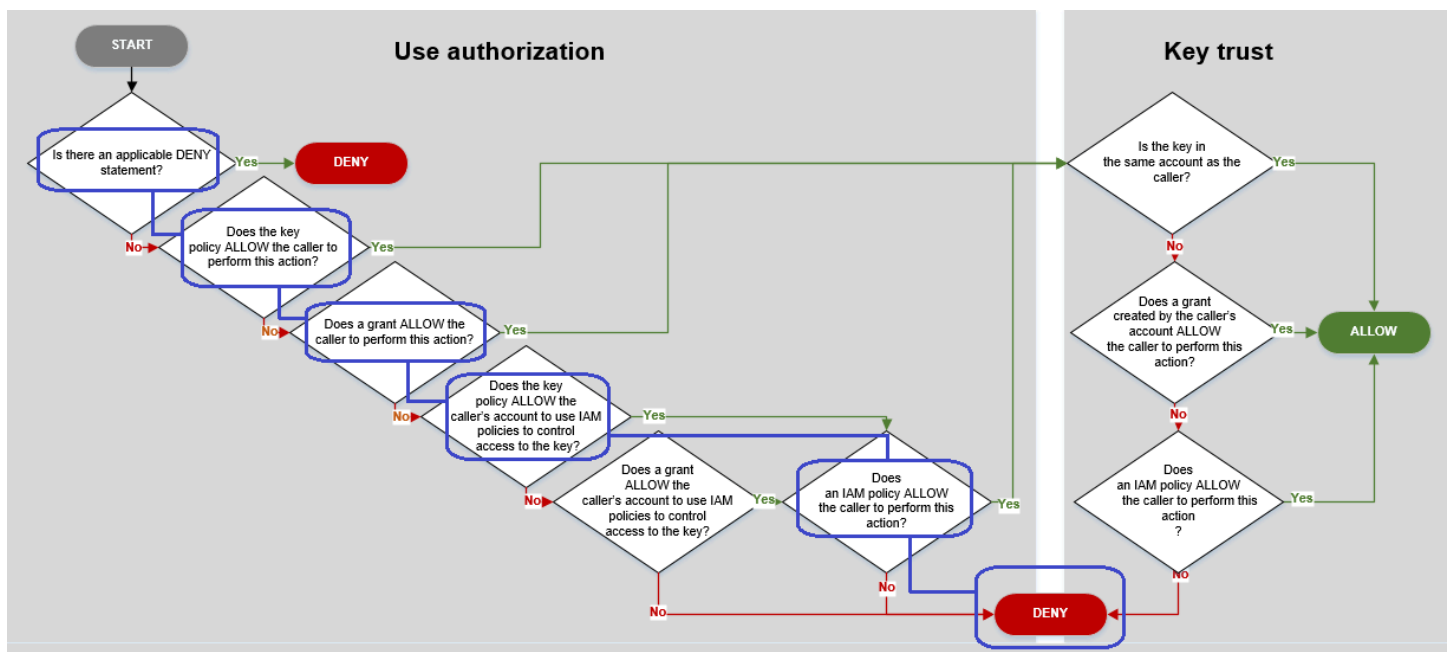 START
Use authorization
Key trust
Is there an applicable DENY
statement?
Yes
DENY
No
Does the key
policy ALLOW the caller to
perform this action?
Yes
No
Does a grant ALLOW the
caller to perform this action?
Yes
No
Does the key
policy ALLOW the
caller's account to use IAM
policies to control
access to the key?
Yes
No
Does a grant
ALLOW the
caller's account to use IAM
policies to control
access to the key?
Yes
No
Does
an IAM policy ALLOW
the caller to perform this
action?
Yes
No
DENY
Is the key in
the same account as the
caller?
Yes
No
Does a grant
created by the caller's
account ALLOW
the caller to perform this
action?
Yes
ALLOW
No
Does
an IAM policy ALLOW
the caller to perform this
action
?
Yes
No